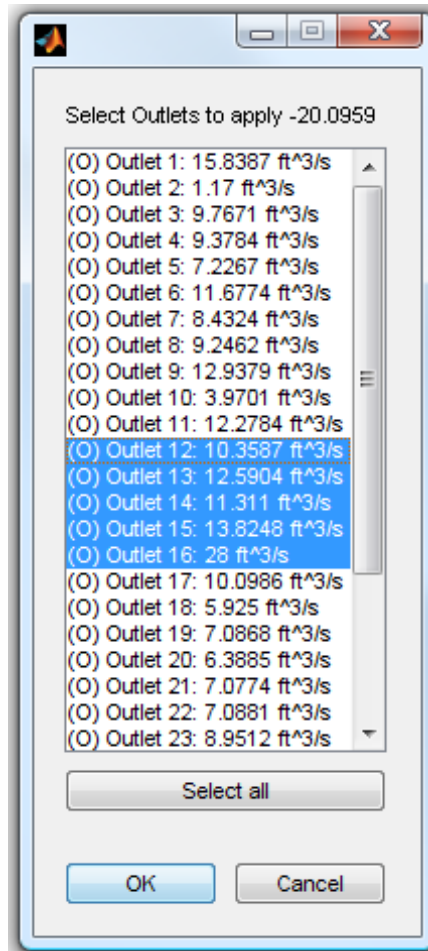 Select Outlets to apply -20.0959
(O) Outlet 1: 15.8387 ft^3/s
(O) Outlet 2: 1.17 ft^3/s
(O) Outlet 3: 9.7671 ft^3/s
(O) Outlet 4: 9.3784 ft^3/s
(O) Outlet 5: 7.2267 ft^3/s
(O) Outlet 6: 11.6774 ft^3/s
(O) Outlet 7: 8.4324 ft^3/s
(O) Outlet 8: 9.2462 ft^3/s
(O) Outlet 9: 12.9379 ft^3/s
(O) Outlet 10: 3.9701 ft^3/s
(O) Outlet 11: 12.2784 ft^3/s
(O) Outlet 12: 10.3587 ft^3/s
(O) Outlet 13: 12.5904 ft^3/s
(O) Outlet 14: 11.311 ft^3/s
(O) Outlet 15: 13.8248 ft^3/s
(O) Outlet 16: 28 ft^3/s
(O) Outlet 17: 10.0986 ft^3/s
(O) Outlet 18: 5.925 ft^3/s
(O) Outlet 19: 7.0868 ft^3/s
(O) Outlet 20: 6.3885 ft^3/s
(O) Outlet 21: 7.0774 ft^3/s
(O) Outlet 22: 7.0881 ft^3/s
(O) Outlet 23: 8.9512 ft^3/s
Select all
OK
Cancel